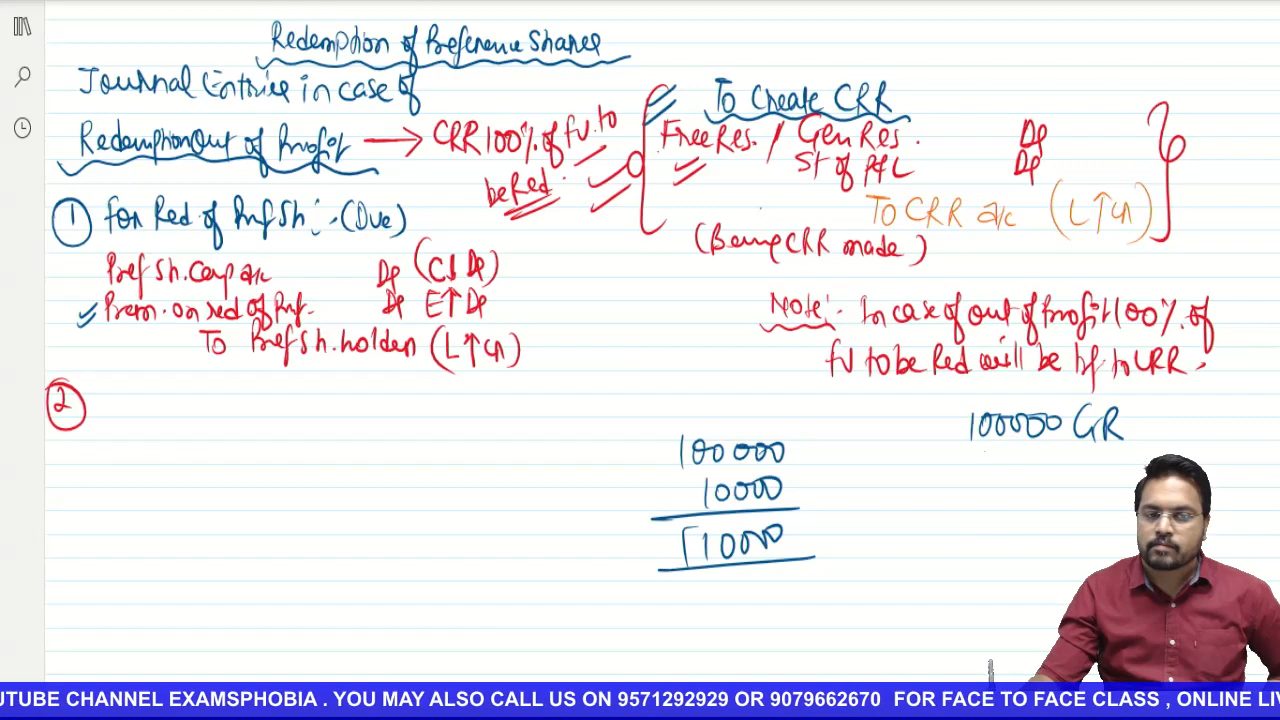 Redemption of Preference Shares
Journal Entries in case of
Redemption Out of Profit → CRR 100% of fv. to
be Red.
① for Red of Pref Sh :- (Due)
Pref Sh. Cap a/c Dr (C↓ Dr)
Prem. on red of Pref. Dr E↑ Dr
To Pref Sh. holders (L↑ Cr)
②
To Create CRR
Free Res. / Gen Res. Dr
St of P/L Dr
To CRR a/c (L↑ Cr)
(Being CRR made)
Note:- In case of out of Profit 100% of
fv to be Red will be tf to CRR.
100000 GR
100000
10000
110000
UTUBE CHANNEL EXAMSPHOBIA . YOU MAY ALSO CALL US ON 9571292929 OR 9079662670 FOR FACE TO FACE CLASS , ONLINE LI